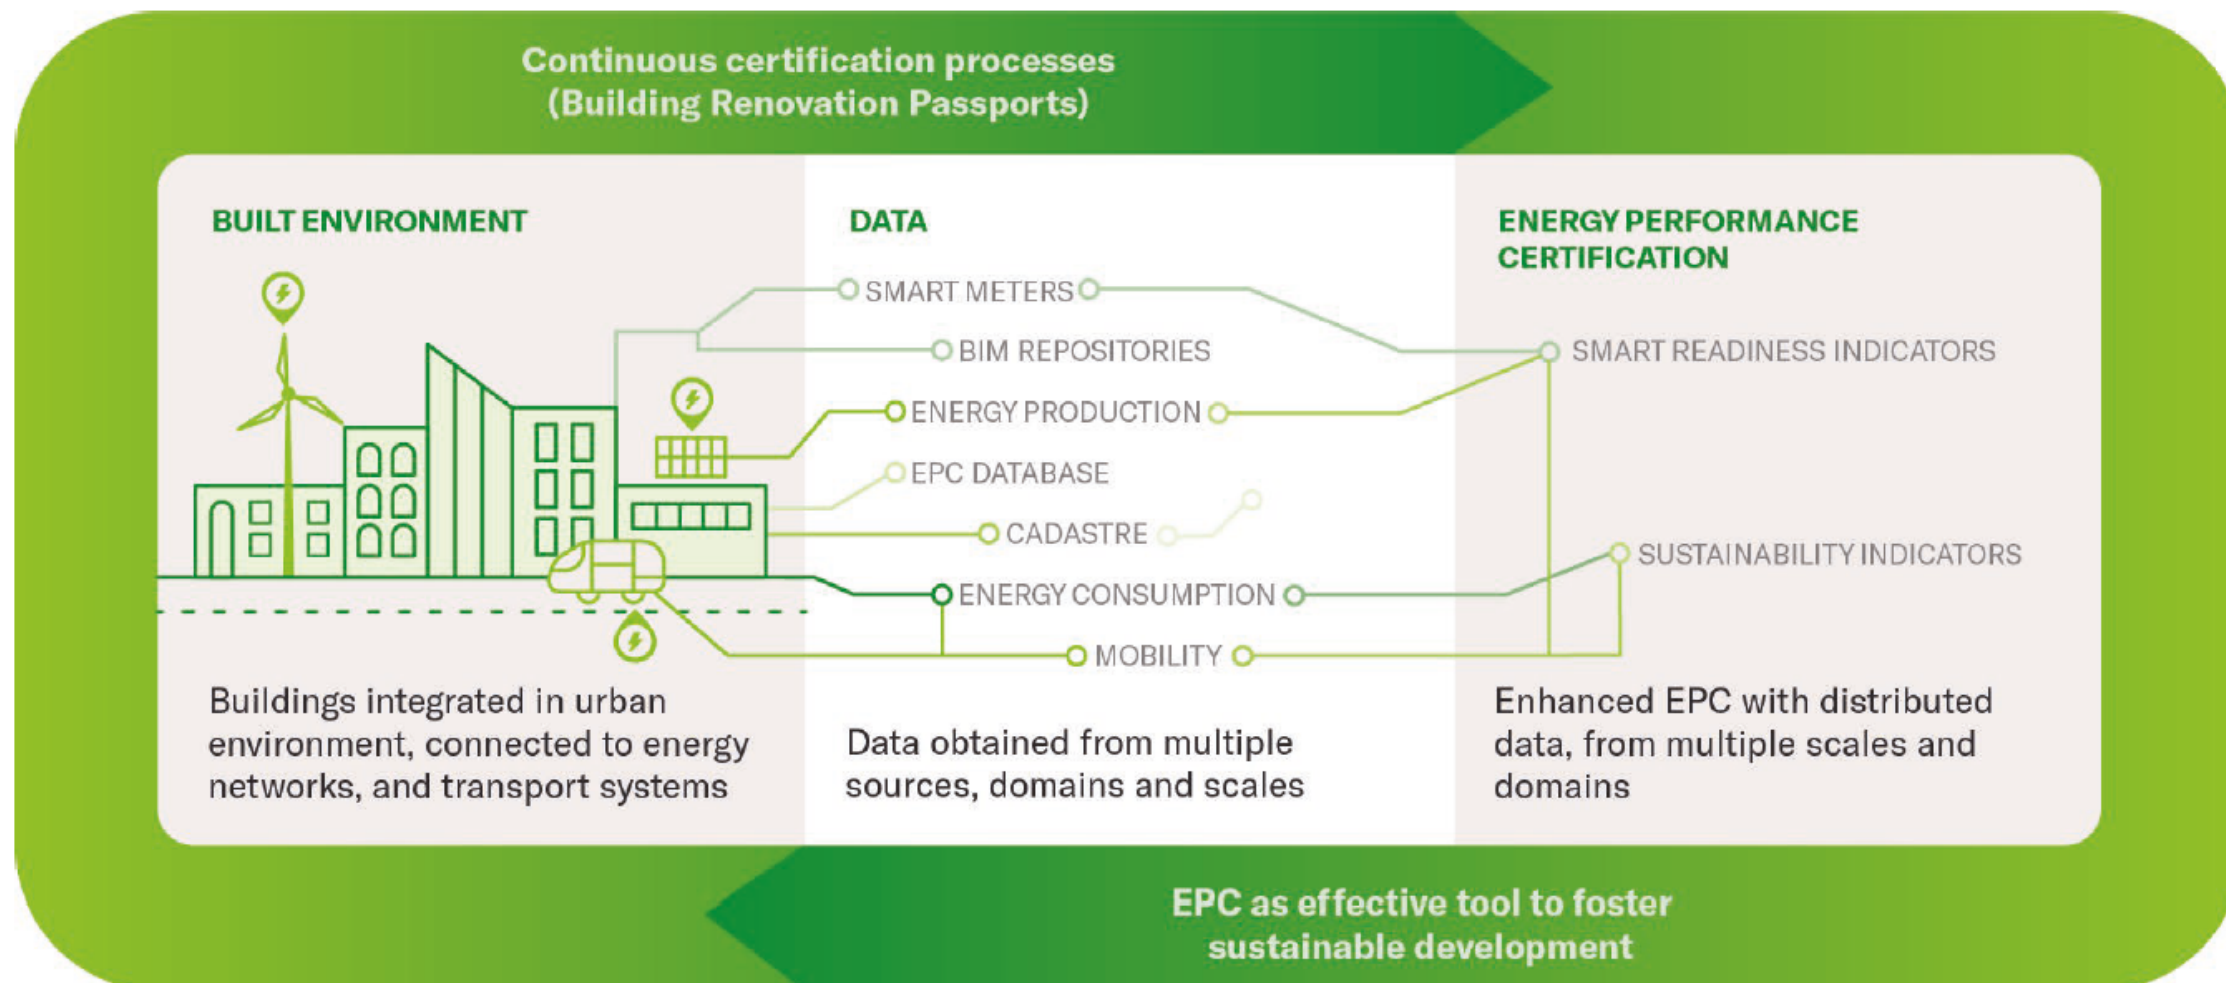 Continuous certification processes
(Building Renovation Passports)
BUILT ENVIRONMENT
Buildings integrated in urban
environment, connected to energy
networks, and transport systems
DATA
SMART METERS
BIM REPOSITORIES
ENERGY PRODUCTION
EPC DATABASE
CADASTRE
ENERGY CONSUMPTION
MOBILITY
Data obtained from multiple
sources, domains and scales
ENERGY PERFORMANCE
CERTIFICATION
SMART READINESS INDICATORS
SUSTAINABILITY INDICATORS
Enhanced EPC with distributed
data, from multiple scales and
domains
EPC as effective tool to foster
sustainable development